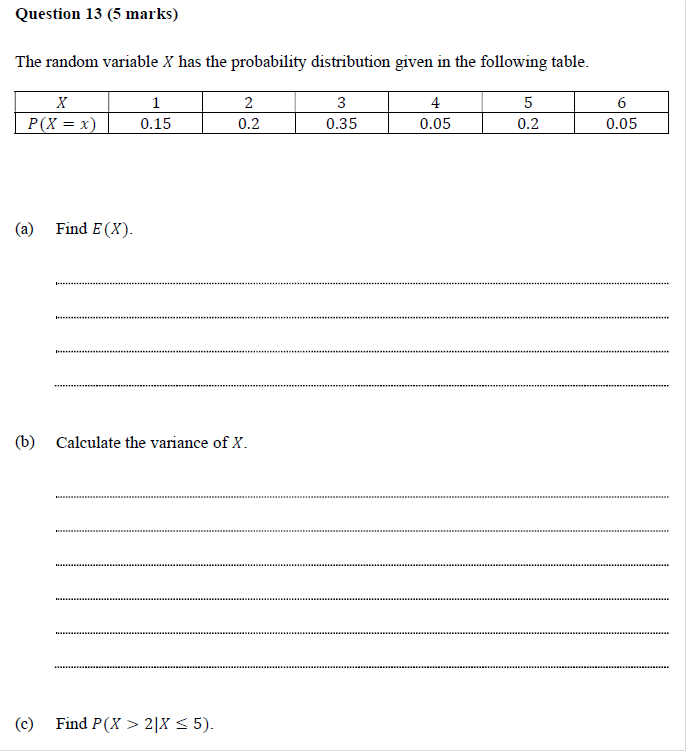 Question 13 (5 marks)
The random variable X has the probability distribution given in the following table.
X 1 2 3 4 5 6
P(X = x) 0.15 0.2 0.35 0.05 0.2 0.05
(a) Find E(X).
(b) Calculate the variance of X.
(c) Find P(X > 2|X ≤ 5).